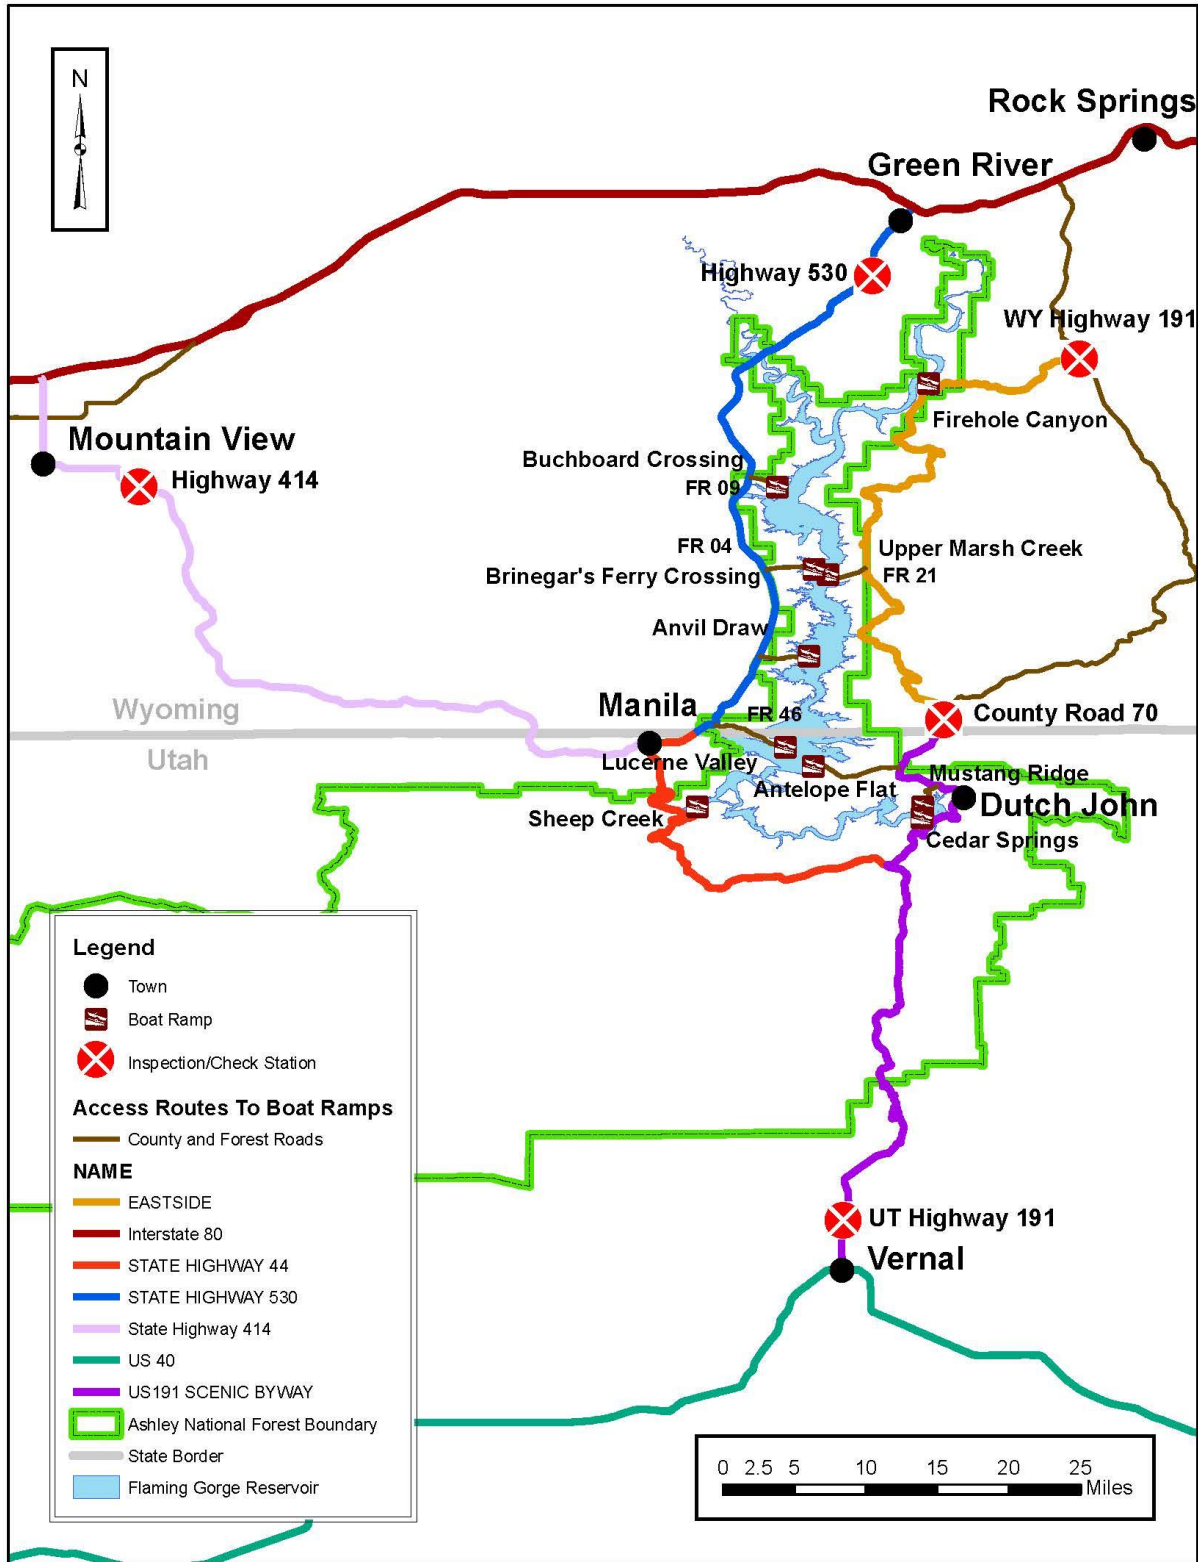 N
Rock Springs
Green River
Highway 530
WY Highway 191
Firehole Canyon
Mountain View
Highway 414
Buchboard Crossing
FR 09
FR 04
Upper Marsh Creek
Brinegar's Ferry Crossing
FR 21
Anvil Draw
Wyoming
Manila
FR 46
County Road 70
Utah
Lucerne Valley
Mustang Ridge
Antelope Flat
Dutch John
Sheep Creek
Cedar Springs
Legend
Town
Boat Ramp
Inspection/Check Station
Access Routes To Boat Ramps
County and Forest Roads
NAME
EASTSIDE
Interstate 80
STATE HIGHWAY 44
STATE HIGHWAY 530
State Highway 414
US 40
US191 SCENIC BYWAY
Ashley National Forest Boundary
State Border
Flaming Gorge Reservoir
UT Highway 191
Vernal
0 2.5 5 10 15 20 25
Miles